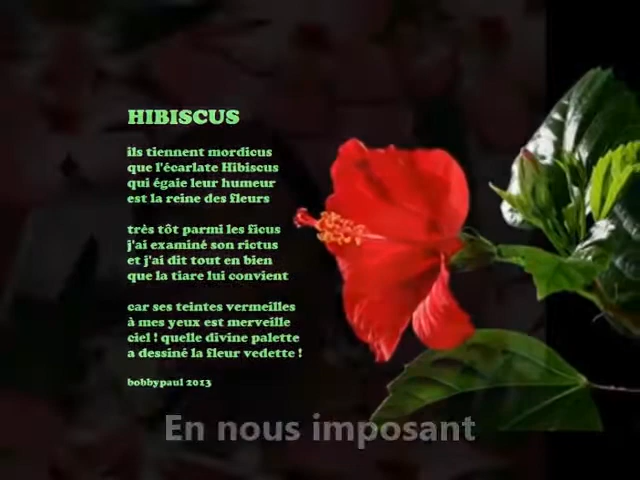 HIBISCUS
ils tiennent mordicus
que l'écarlate Hibiscus
qui égaie leur humeur
est la reine des fleurs
très tôt parmi les ficus
j'ai examiné son rictus
et j'ai dit tout en bien
que la tiare lui convient
car ses teintes vermeilles
à mes yeux est merveille
ciel ! quelle divine palette
a dessiné la fleur vedette !
bobbypaul 2013
En nous imposant